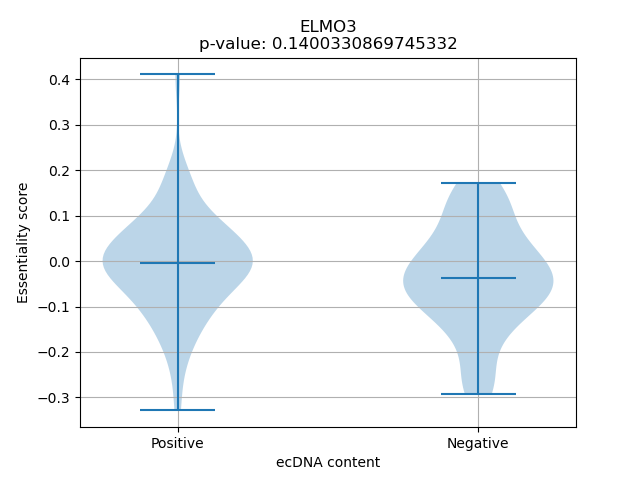 ELMO3
p-value: 0.1400330869745332
0.4
0.3
0.2
0.1
0.0
−0.1
−0.2
−0.3
Essentiality score
Positive
Negative
ecDNA content